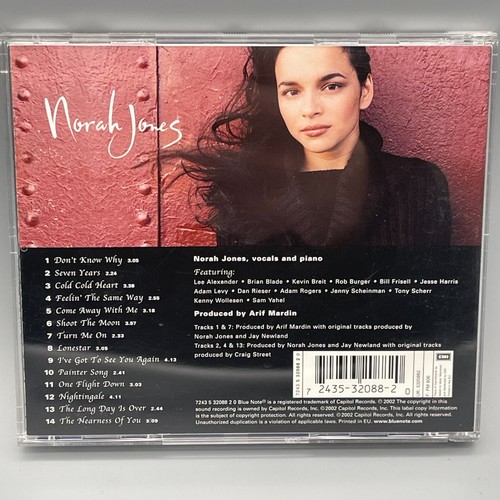 Norah Jones
1 Don't Know Why 3.05
2 Seven Years 2.24
3 Cold Cold Heart 3.38
4 Feelin' The Same Way 2.55
5 Come Away With Me 3.18
6 Shoot The Moon 3.57
7 Turn Me On 2.34
8 Lonestar 3.05
9 I've Got To See You Again 4.13
10 Painter Song 2.41
11 One Flight Down 3.05
12 Nightingale 4.11
13 The Long Day Is Over 2.44
14 The Nearness Of You 3:09
Norah Jones, vocals and piano
Featuring:
Lee Alexander • Brian Blade • Kevin Breit • Rob Burger • Bill Frisell • Jesse Harris
Adam Levy • Dan Rieser • Adam Rogers • Jenny Scheinman • Tony Scherr
Kenny Wollesen • Sam Yahel
Produced by Arif Mardin
Tracks 1 & 7: Produced by Arif Mardin with original tracks produced by
Norah Jones and Jay Newland
Tracks 2, 4 & 13: Produced by Norah Jones and Jay Newland with original tracks
produced by Craig Street
7 2435-32088-2 0
EMI
7243 5 32088 2 0 Blue Note® is a registered trademark of Capitol Records, Inc. ©2002 The copyright in this
sound recording is owned by Capitol Records, Inc. ©2002 Capitol Records, Inc. This label copy information
is the subject of copyright protection. All rights reserved. ©2002 Capitol Records, Inc.
Unauthorized duplication is a violation of applicable laws. Printed in EU. www.bluenote.com